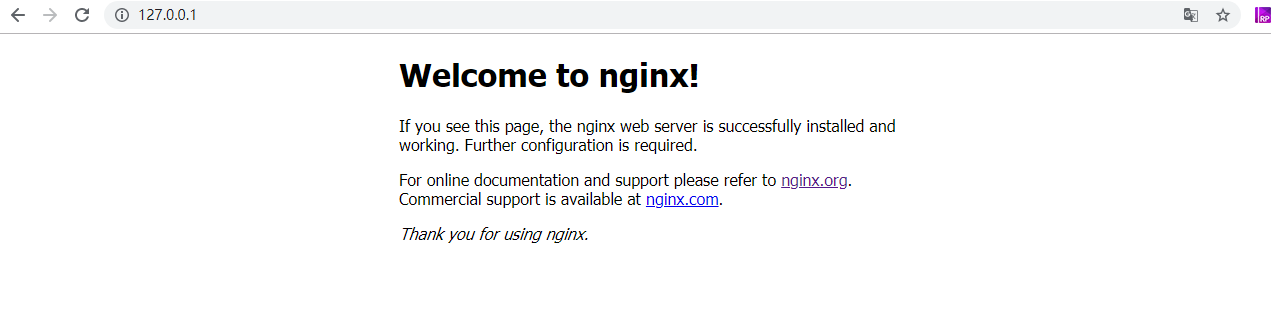 127.0.0.1
RP
Welcome to nginx!
If you see this page, the nginx web server is successfully installed and
working. Further configuration is required.
For online documentation and support please refer to nginx.org.
Commercial support is available at nginx.com.
Thank you for using nginx.